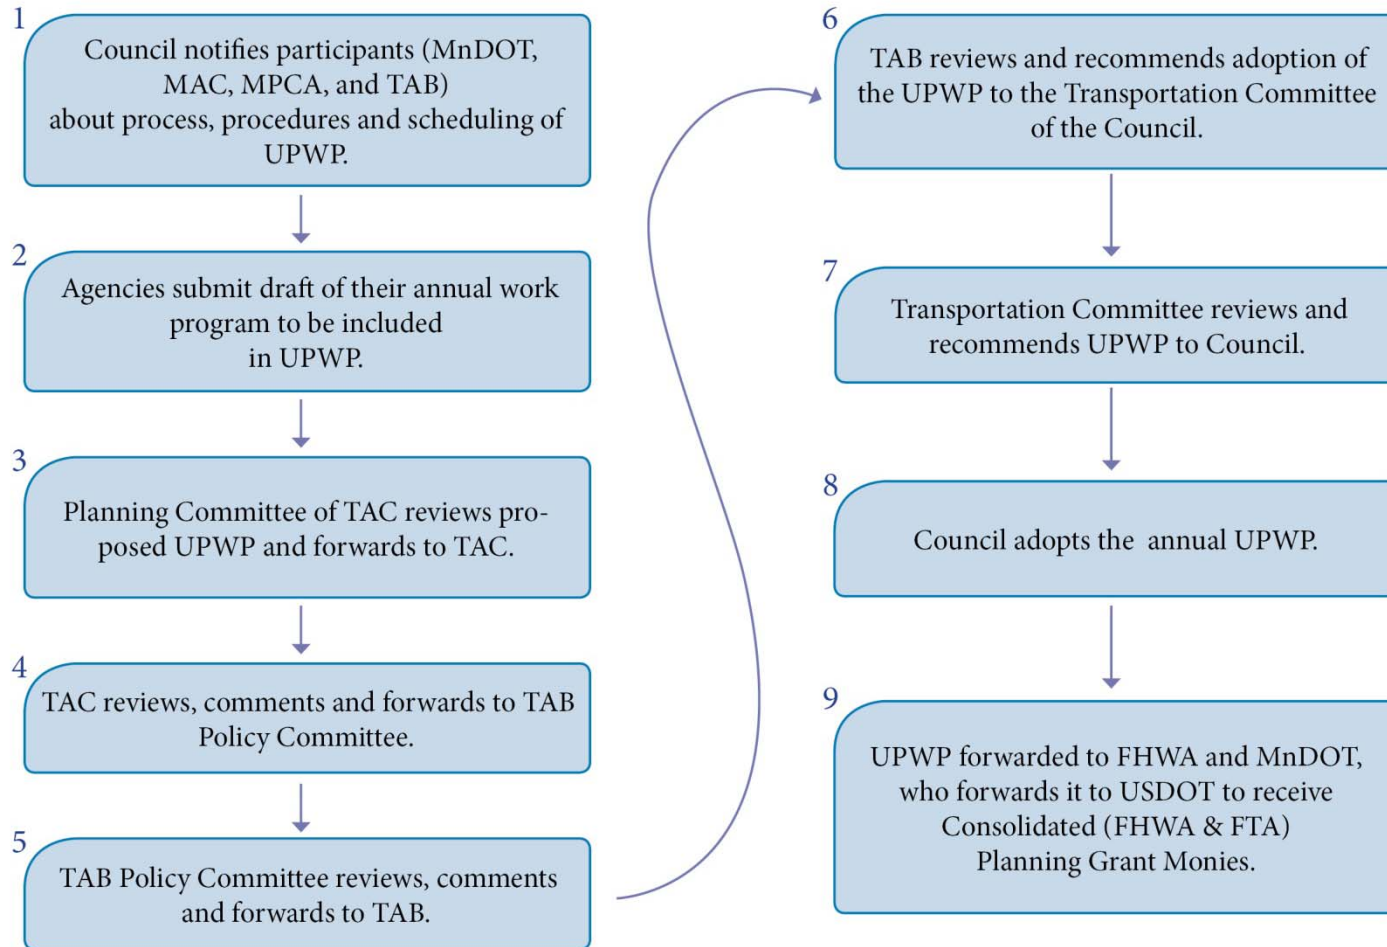 1
Council notifies participants (MnDOT,
MAC, MPCA, and TAB)
about process, procedures and scheduling of
UPWP.
2
Agencies submit draft of their annual work
program to be included
in UPWP.
3
Planning Committee of TAC reviews pro-
posed UPWP and forwards to TAC.
4
TAC reviews, comments and forwards to TAB
Policy Committee.
5
TAB Policy Committee reviews, comments
and forwards to TAB.
6
TAB reviews and recommends adoption of
the UPWP to the Transportation Committee
of the Council.
7
Transportation Committee reviews and
recommends UPWP to Council.
8
Council adopts the annual UPWP.
9
UPWP forwarded to FHWA and MnDOT,
who forwards it to USDOT to receive
Consolidated (FHWA & FTA)
Planning Grant Monies.